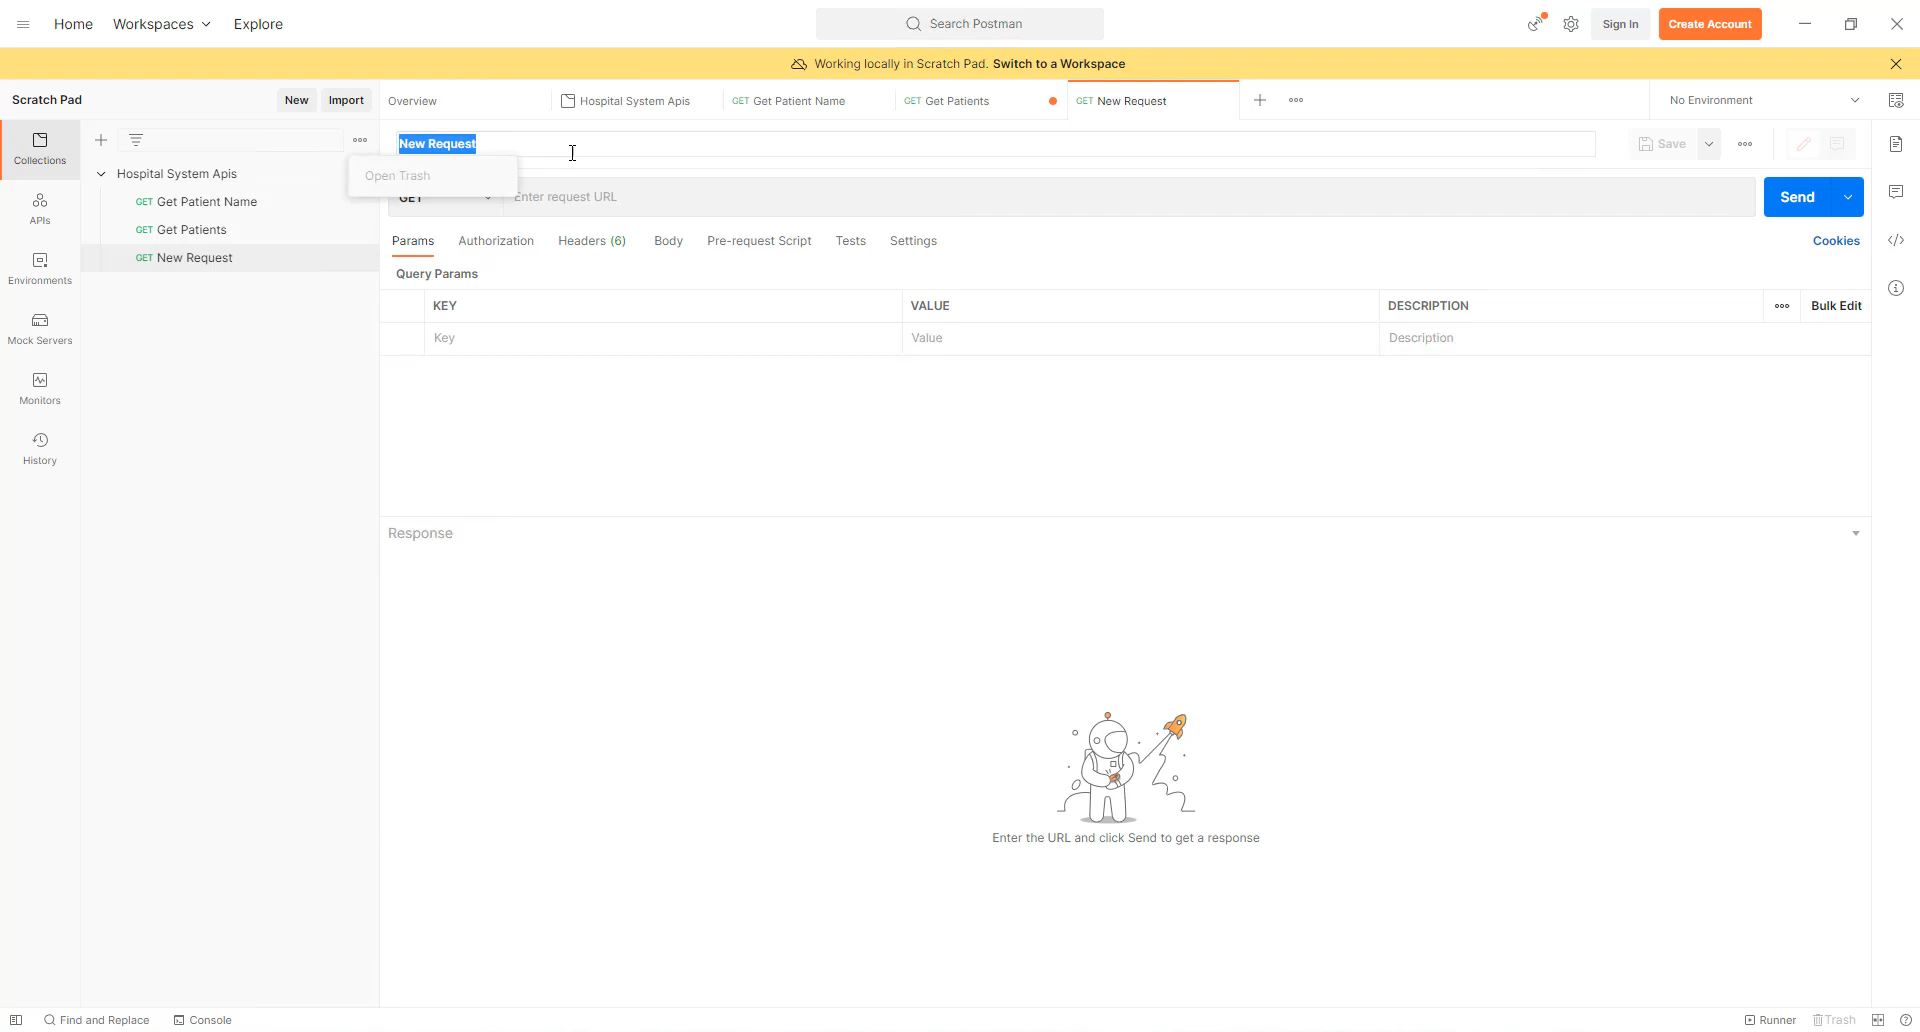 Home Workspaces Explore Search Postman Sign In Create Account
Working locally in Scratch Pad. Switch to a Workspace
Scratch Pad New Import Overview Hospital System Apis GET Get Patient Name GET Get Patients GET New Request No Environment
Collections
New Request Save
Hospital System Apis
Open Trash
GET Get Patient Name
GET Enter request URL Send
APIs
GET Get Patients
GET New Request
Params Authorization Headers (6) Body Pre-request Script Tests Settings Cookies
Query Params
Environments
KEY VALUE DESCRIPTION Bulk Edit
Key Value Description
Mock Servers
Monitors
History
Response
Enter the URL and click Send to get a response
Find and Replace Console Runner Trash